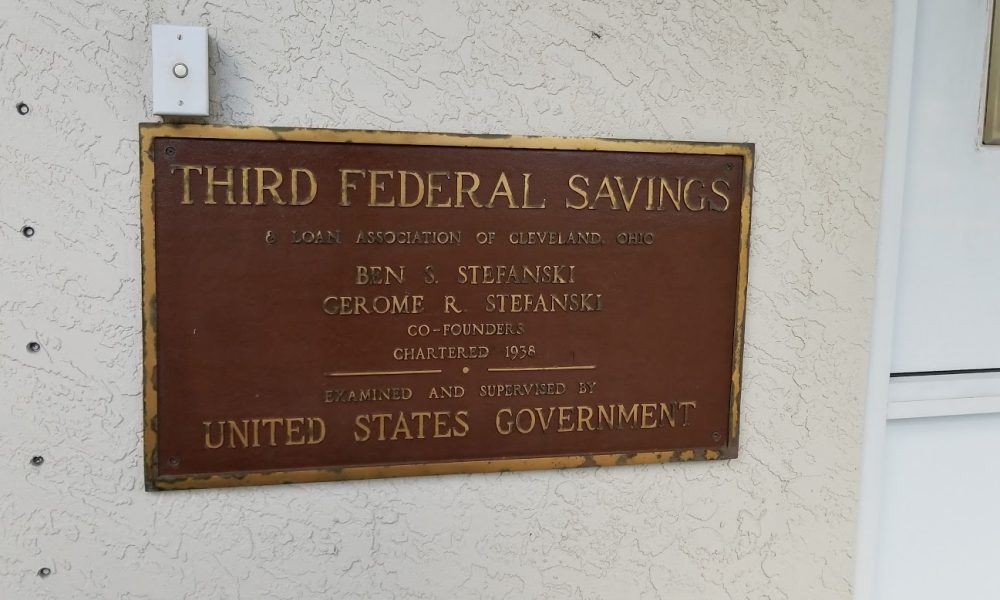 THIRD FEDERAL SAVINGS
& LOAN ASSOCIATION OF CLEVELAND, OHIO
BEN S. STEFANSKI
GEROME R. STEFANSKI
CO-FOUNDERS
CHARTERED 1938
EXAMINED AND SUPERVISED BY
UNITED STATES GOVERNMENT